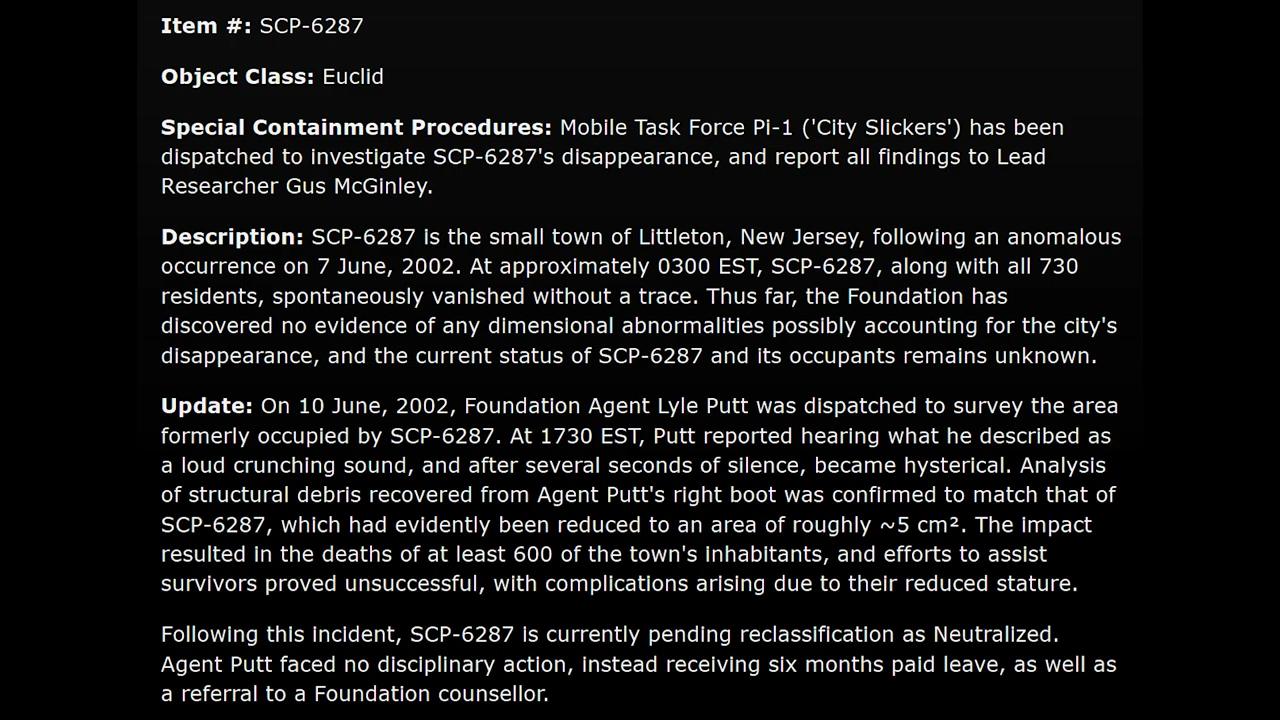 Item #: SCP-6287
Object Class: Euclid
Special Containment Procedures: Mobile Task Force Pi-1 ('City Slickers') has been
dispatched to investigate SCP-6287's disappearance, and report all findings to Lead
Researcher Gus McGinley.
Description: SCP-6287 is the small town of Littleton, New Jersey, following an anomalous
occurrence on 7 June, 2002. At approximately 0300 EST, SCP-6287, along with all 730
residents, spontaneously vanished without a trace. Thus far, the Foundation has
discovered no evidence of any dimensional abnormalities possibly accounting for the city's
disappearance, and the current status of SCP-6287 and its occupants remains unknown.
Update: On 10 June, 2002, Foundation Agent Lyle Putt was dispatched to survey the area
formerly occupied by SCP-6287. At 1730 EST, Putt reported hearing what he described as
a loud crunching sound, and after several seconds of silence, became hysterical. Analysis
of structural debris recovered from Agent Putt's right boot was confirmed to match that of
SCP-6287, which had evidently been reduced to an area of roughly ~5 cm². The impact
resulted in the deaths of at least 600 of the town's inhabitants, and efforts to assist
survivors proved unsuccessful, with complications arising due to their reduced stature.
Following this incident, SCP-6287 is currently pending reclassification as Neutralized.
Agent Putt faced no disciplinary action, instead receiving six months paid leave, as well as
a referral to a Foundation counsellor.